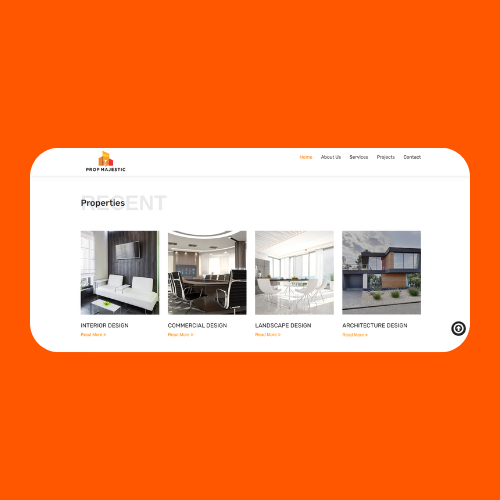 PROP MAJESTIC
Home About Us Services Projects Contact
RECENT
Properties
INTERIOR DESIGN
Read More »
COMMERCIAL DESIGN
Read More »
LANDSCAPE DESIGN
Read More »
ARCHITECTURE DESIGN
Read More »